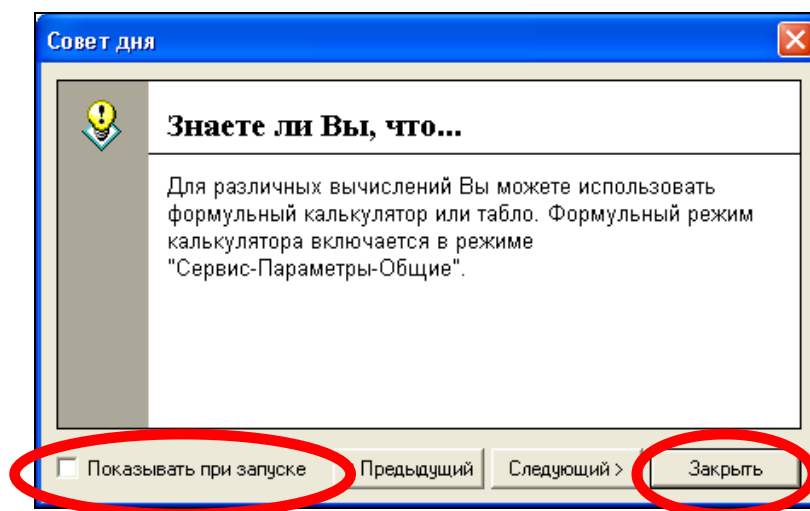 Совет дня
Знаете ли Вы, что...
Для различных вычислений Вы можете использовать
формульный калькулятор или табло. Формульный режим
калькулятора включается в режиме
"Сервис-Параметры-Общие".
Показывать при запуске Предыдущий Следующий > Закрыть